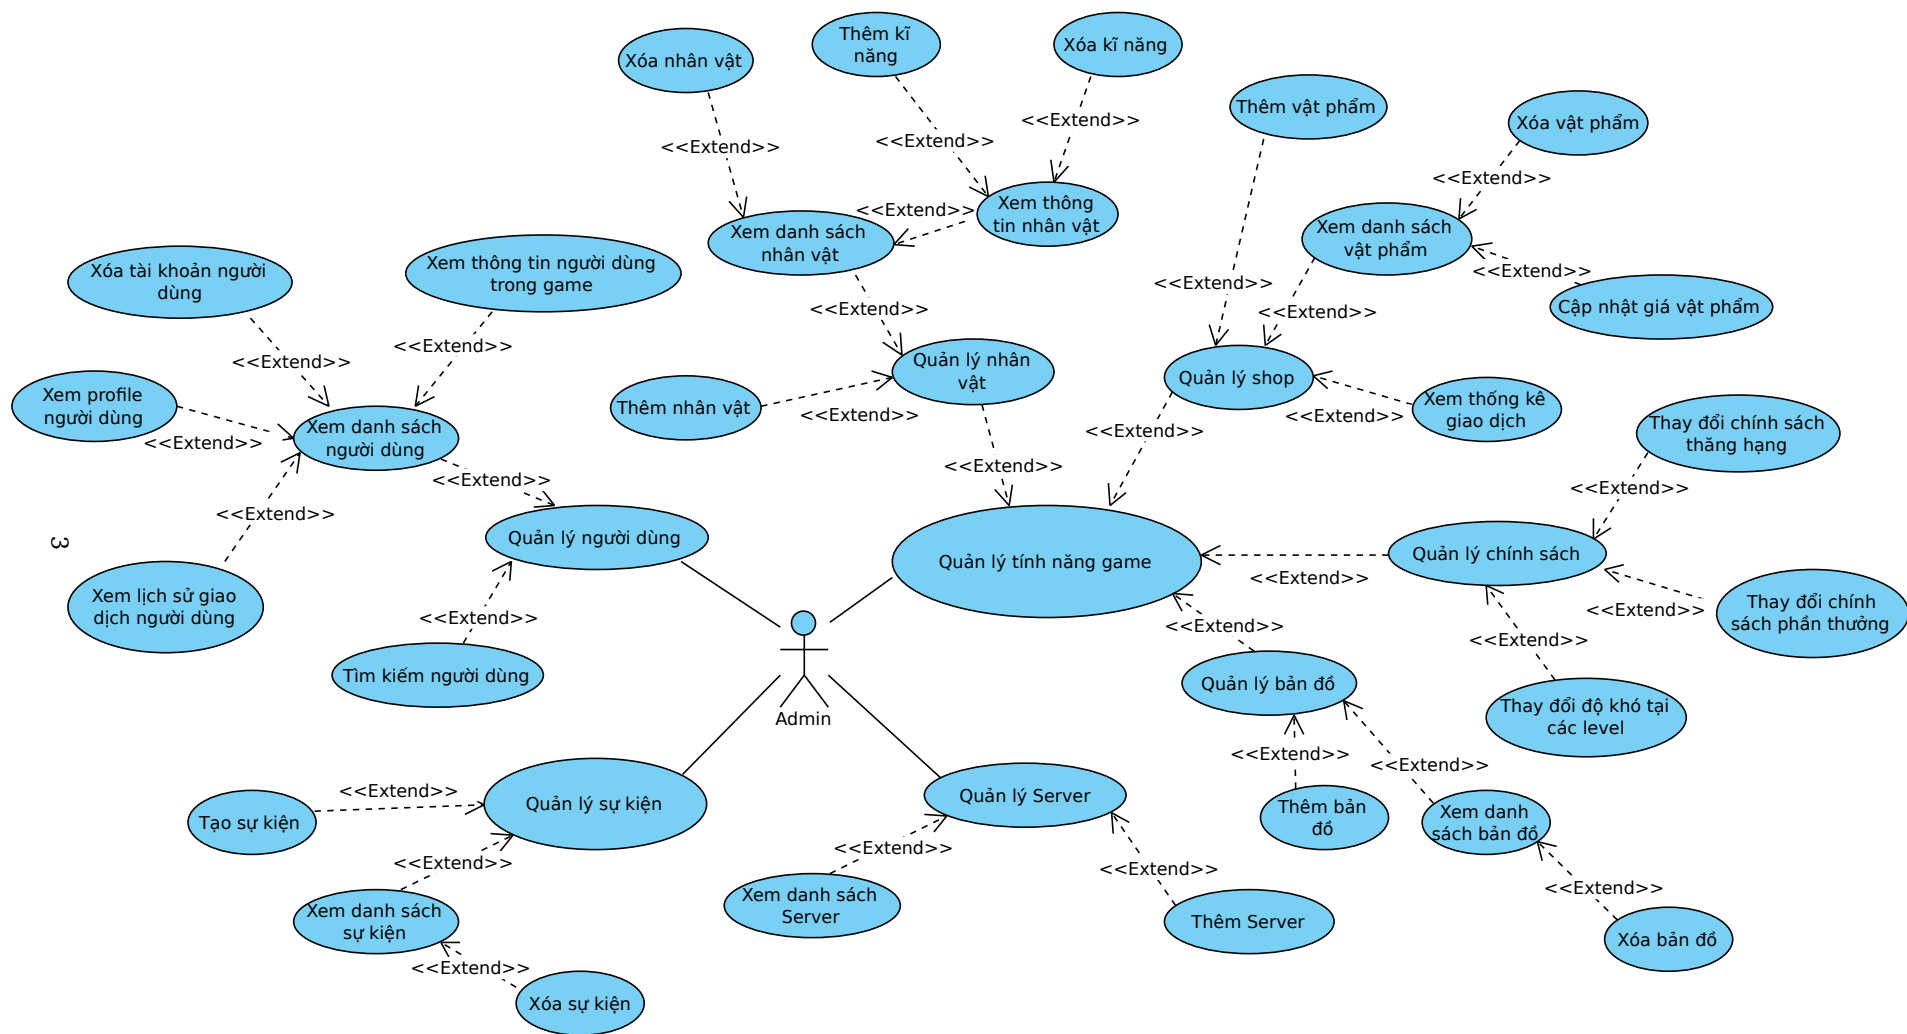 Thêm kĩ
năng
Xóa kĩ năng
Xóa nhân vật
Thêm vật phẩm
Xóa vật phẩm
<<Extend>>
<<Extend>>
<<Extend>>
<<Extend>>
Xem thông
tin nhân vật
<<Extend>>
Xem danh sách
nhân vật
Xem danh sách
vật phẩm
Xóa tài khoản người
dùng
Xem thông tin người dùng
trong game
<<Extend>>
<<Extend>>
Cập nhật giá vật phẩm
<<Extend>>
<<Extend>>
<<Extend>>
<<Extend>>
Quản lý nhân
vật
Quản lý shop
Xem profile
người dùng
Thêm nhân vật
<<Extend>>
<<Extend>>
Xem thống kê
giao dịch
Thay đổi chính sách
thăng hạng
<<Extend>>
Xem danh sách
người dùng
<<Extend>>
<<Extend>>
<<Extend>>
<<Extend>>
<<Extend>>
3
Quản lý người dùng
Quản lý tính năng game
Quản lý chính sách
<<Extend>>
Xem lịch sử giao
dịch người dùng
<<Extend>>
<<Extend>>
Thay đổi chính
sách phần thưởng
<<Extend>>
<<Extend>>
Tìm kiếm người dùng
Quản lý bản đồ
Thay đổi độ khó tại
các level
Admin
<<Extend>>
<<Extend>>
<<Extend>>
Quản lý sự kiện
Quản lý Server
Tạo sự kiện
Thêm bản
đồ
Xem danh
sách bản đồ
<<Extend>>
<<Extend>>
<<Extend>>
<<Extend>>
Xem danh sách
sự kiện
Xem danh sách
Server
Thêm Server
Xóa bản đồ
<<Extend>>
Xóa sự kiện